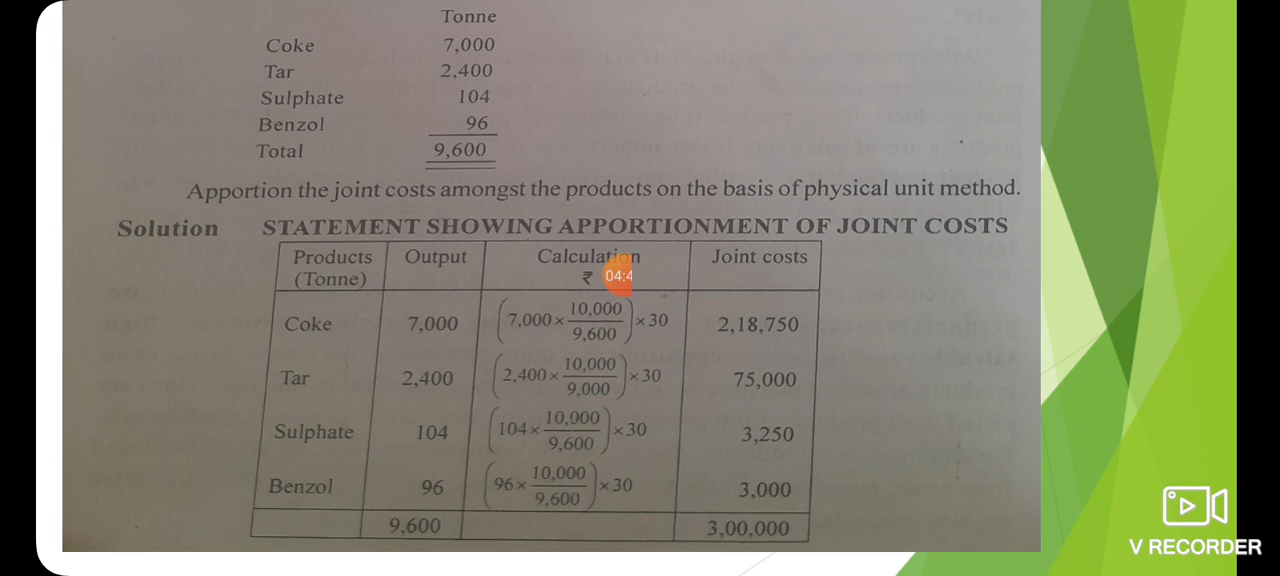 Tonne
Coke 7,000
Tar 2,400
Sulphate 104
Benzol 96
Total 9,600
Apportion the joint costs amongst the products on the basis of physical unit method.
Solution STATEMENT SHOWING APPORTIONMENT OF JOINT COSTS
Products (Tonne) Output Calculation ₹ Joint costs
Coke 7,000 (7,000 × 10,000/9,600) × 30 2,18,750
Tar 2,400 (2,400 × 10,000/9,000) × 30 75,000
Sulphate 104 (104 × 10,000/9,600) × 30 3,250
Benzol 96 (96 × 10,000/9,600) × 30 3,000
9,600 3,00,000
04:4
V RECORDER